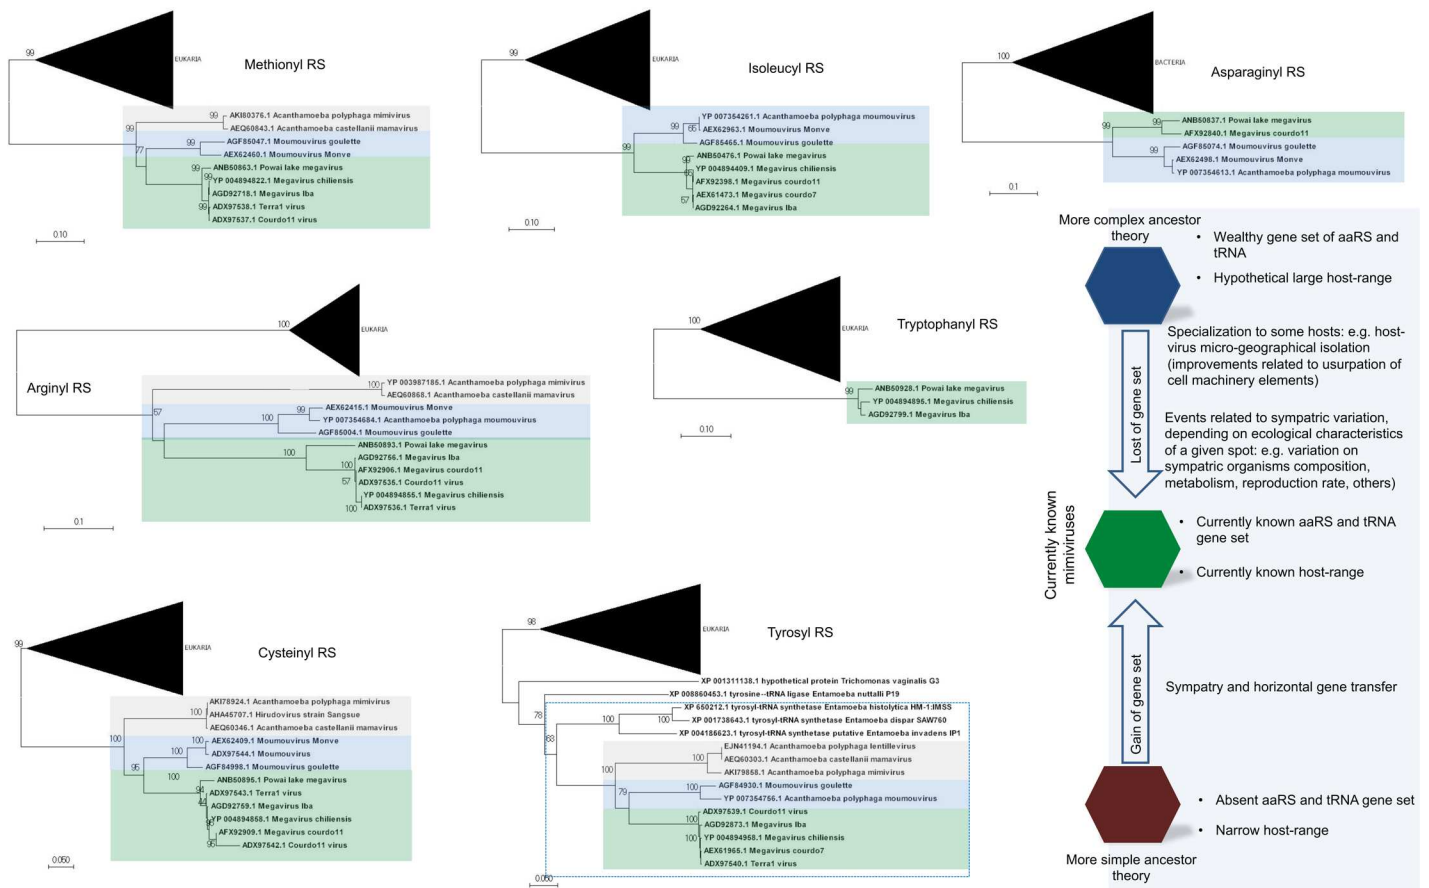 99
EUKARIA
Methionyl RS
99
AKI80376.1 Acanthamoeba polyphaga mimivirus
AEQ60843.1 Acanthamoeba castellanii mamavirus
99
77
99
AGF85047.1 Moumouvirus goulette
AEX62460.1 Moumouvirus Monve
99
ANB50863.1 Powai lake megavirus
99
YP 004894822.1 Megavirus chiliensis
AGD92718.1 Megavirus Iba
99
ADX97538.1 Terra1 virus
ADX97537.1 Courdo11 virus
0.10
99
EUKARIA
Isoleucyl RS
YP 007354261.1 Acanthamoeba polyphaga moumouvirus
99
65
AEX62963.1 Moumouvirus Monve
AGF85465.1 Moumouvirus goulette
99
ANB50476.1 Powai lake megavirus
99
YP 004894409.1 Megavirus chiliensis
AFX92398.1 Megavirus courdo11
AEX61473.1 Megavirus courdo7
57
AGD92264.1 Megavirus Iba
0.10
100
BACTERIA
Asparaginyl RS
99
99
ANB50837.1 Powai lake megavirus
AFX92840.1 Megavirus courdo11
99
AGF85074.1 Moumouvirus goulette
AEX62498.1 Moumouvirus Monve
YP 007354613.1 Acanthamoeba polyphaga moumouvirus
0.1
100
EUKARIA
Arginyl RS
100
YP 003987185.1 Acanthamoeba polyphaga mimivirus
AEQ60868.1 Acanthamoeba castellanii mamavirus
57
99
AEX62415.1 Moumouvirus Monve
100
YP 007354684.1 Acanthamoeba polyphaga moumouvirus
AGF85004.1 Moumouvirus goulette
100
ANB50893.1 Powai lake megavirus
AGD92756.1 Megavirus Iba
100
AFX92906.1 Megavirus courdo11
57
ADX97535.1 Courdo11 virus
YP 004894855.1 Megavirus chiliensis
100
ADX97536.1 Terra1 virus
0.1
100
EUKARIA
Tryptophanyl RS
99
ANB50928.1 Powai lake megavirus
YP 004894895.1 Megavirus chiliensis
AGD92799.1 Megavirus Iba
0.10
99
EUKARIA
Cysteinyl RS
AKI78924.1 Acanthamoeba polyphaga mimivirus
100
AHA45707.1 Hirudovirus strain Sangsue
AEQ60346.1 Acanthamoeba castellanii mamavirus
100
AEX62409.1 Moumouvirus Monve
100
ADX97544.1 Moumouvirus
95
AGF84998.1 Moumouvirus goulette
100
ANB50895.1 Powai lake megavirus
94
ADX97543.1 Terra1 virus
44
AGD92759.1 Megavirus Iba
YP 004894858.1 Megavirus chiliensis
AFX92909.1 Megavirus courdo11
95
ADX97542.1 Courdo11 virus
0.050
98
EUKARIA
Tyrosyl RS
XP 001311138.1 hypothetical protein Trichomonas vaginalis G3
XP 008860453.1 tyrosine--tRNA ligase Entamoeba nuttalli P19
78
XP 650212.1 tyrosyl-tRNA synthetase Entamoeba histolytica HM-1:IMSS
100
100
XP 001738643.1 tyrosyl-tRNA synthetase Entamoeba dispar SAW760
XP 004185623.1 tyrosyl-tRNA synthetase putative Entamoeba invadens IP1
68
EJN41194.1 Acanthamoeba polyphaga lentillevirus
100
AEQ60303.1 Acanthamoeba castellanii mamavirus
100
AKI79858.1 Acanthamoeba polyphaga mimivirus
79
100
AGF84930.1 Moumouvirus goulette
YP 007354756.1 Acanthamoeba polyphaga moumouvirus
ADX97539.1 Courdo11 virus
100
AGD92873.1 Megavirus Iba
100
YP 004894958.1 Megavirus chiliensis
AEX61965.1 Megavirus courdo7
ADX97540.1 Terra1 virus
0.050
More complex ancestor
theory
• Wealthy gene set of aaRS and
tRNA
• Hypothetical large host-range
Lost of gene set
Specialization to some hosts: e.g. host-
virus micro-geographical isolation
(improvements related to usurpation of
cell machinery elements)
Events related to sympatric variation,
depending on ecological characteristics
of a given spot: e.g. variation on
sympatric organisms composition,
metabolism, reproduction rate, others)
Currently known
mimiviruses
• Currently known aaRS and tRNA
gene set
• Currently known host-range
Gain of gene set
Sympatry and horizontal gene transfer
• Absent aaRS and tRNA gene set
• Narrow host-range
More simple ancestor
theory